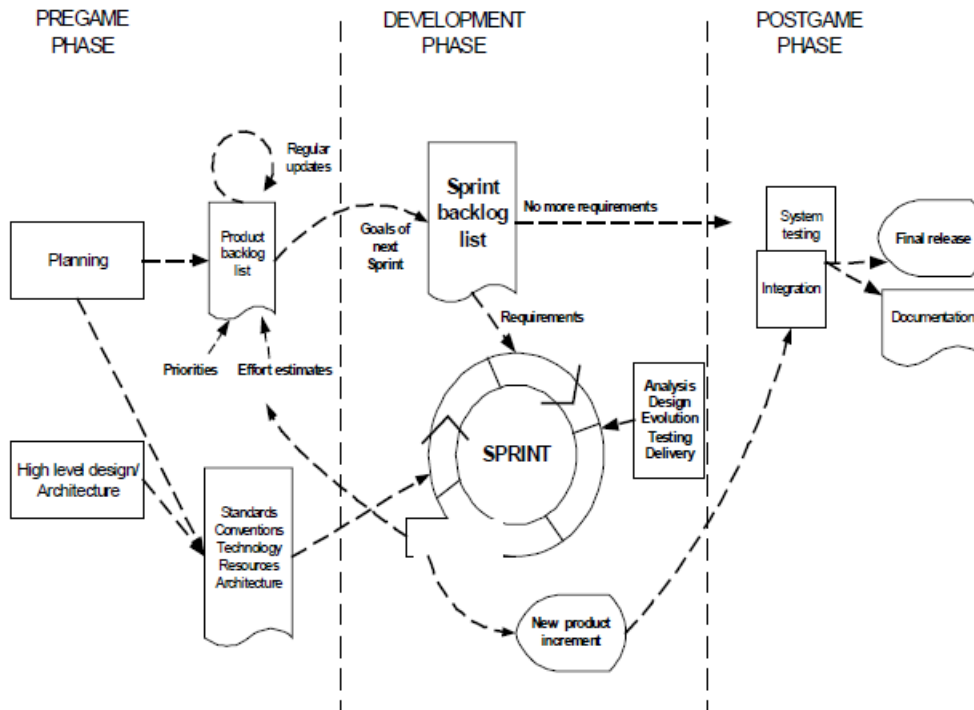 PREGAME
PHASE
DEVELOPMENT
PHASE
POSTGAME
PHASE
Regular
updates
Planning
Product
backlog
list
Goals of
next
Sprint
Sprint
backlog
list
No more requirements
System
testing
Integration
Final release
Documentation
Priorities
Effort estimates
Requirements
Analysis
Design
Evolution
Testing
Delivery
SPRINT
High level design/
Architecture
Standards
Conventions
Technology
Resources
Architecture
New product
increment